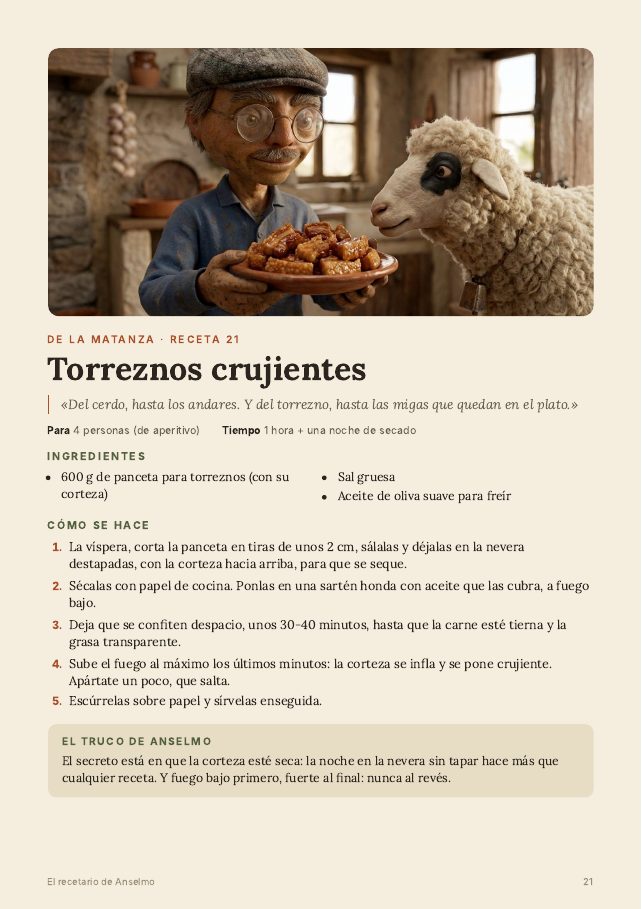 DE LA MATANZA · RECETA 21
Torreznos crujientes
«Del cerdo, hasta los andares. Y del torrezno, hasta las migas que quedan en el plato.»
Para 4 personas (de aperitivo) Tiempo 1 hora + una noche de secado
INGREDIENTES
• 600 g de panceta para torreznos (con su
corteza)
• Sal gruesa
• Aceite de oliva suave para freír
CÓMO SE HACE
1. La víspera, corta la panceta en tiras de unos 2 cm, sálalas y déjalas en la nevera
destapadas, con la corteza hacia arriba, para que se seque.
2. Sécalas con papel de cocina. Ponlas en una sartén honda con aceite que las cubra, a fuego
bajo.
3. Deja que se confiten despacio, unos 30-40 minutos, hasta que la carne esté tierna y la
grasa transparente.
4. Sube el fuego al máximo los últimos minutos: la corteza se infla y se pone crujiente.
Apártate un poco, que salta.
5. Escúrrelas sobre papel y sírvelas enseguida.
EL TRUCO DE ANSELMO
El secreto está en que la corteza esté seca: la noche en la nevera sin tapar hace más que
cualquier receta. Y fuego bajo primero, fuerte al final: nunca al revés.
El recetario de Anselmo
21